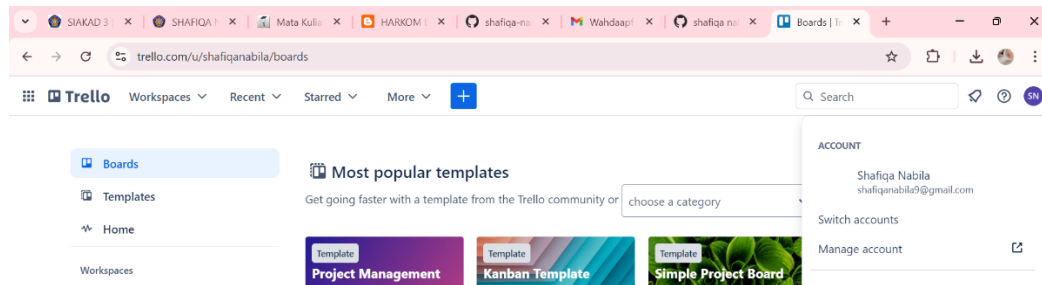 SIAKAD 3 SHAFIQA Mata Kulia HARKOM shafiqa-na Wahdaapf shafiqa na Boards | Tr
trello.com/u/shafiqanabila/boards
Trello Workspaces Recent Starred More + Search SN
Boards
Templates
Home
Workspaces
Most popular templates
Get going faster with a template from the Trello community or choose a category
Template
Project Management
Template
Kanban Template
Template
Simple Project Board
ACCOUNT
Shafiqa Nabila
shafiqanabila9@gmail.com
Switch accounts
Manage account